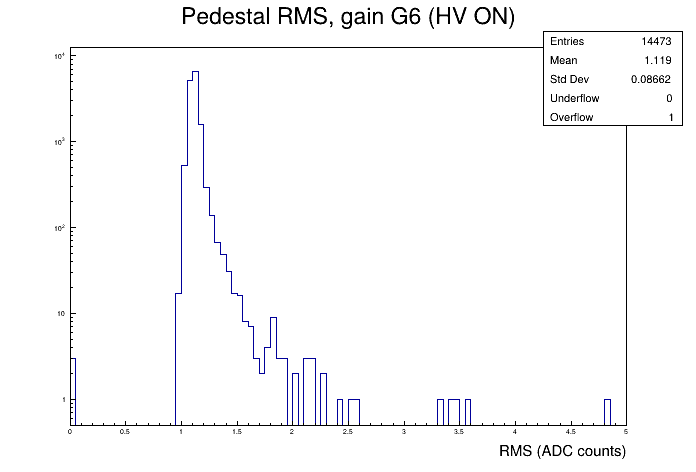 Pedestal RMS, gain G6 (HV ON)
Entries 14473
Mean 1.119
Std Dev 0.08662
Underflow 0
Overflow 1
10⁴
10³
10²
10
1
0 0.5 1 1.5 2 2.5 3 3.5 4 4.5 5
RMS (ADC counts)